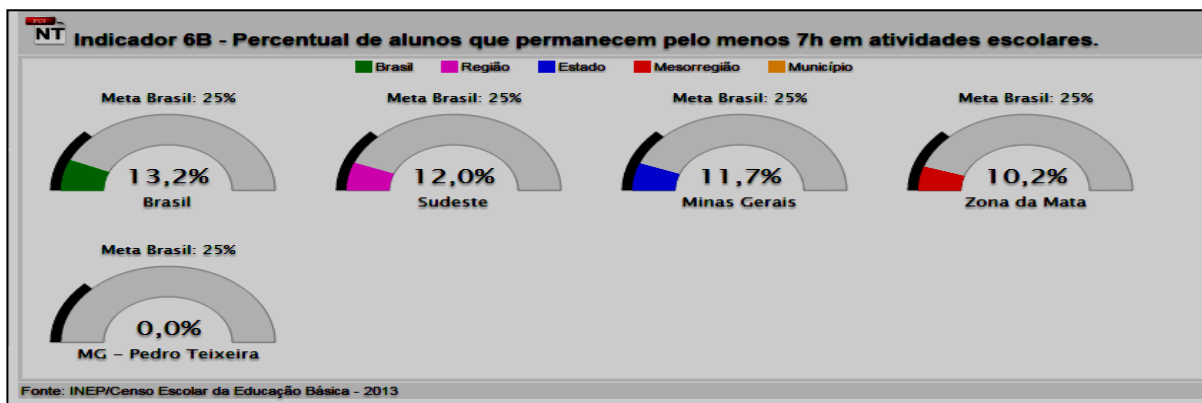 PDF
NT
Indicador 6B - Percentual de alunos que permanecem pelo menos 7h em atividades escolares.
Brasil Região Estado Mesorregião Município
Meta Brasil: 25% Meta Brasil: 25% Meta Brasil: 25% Meta Brasil: 25%
13,2% 12,0% 11,7% 10,2%
Brasil Sudeste Minas Gerais Zona da Mata
Meta Brasil: 25%
0,0%
MG - Pedro Teixeira
Fonte: INEP/Censo Escolar da Educação Básica - 2013